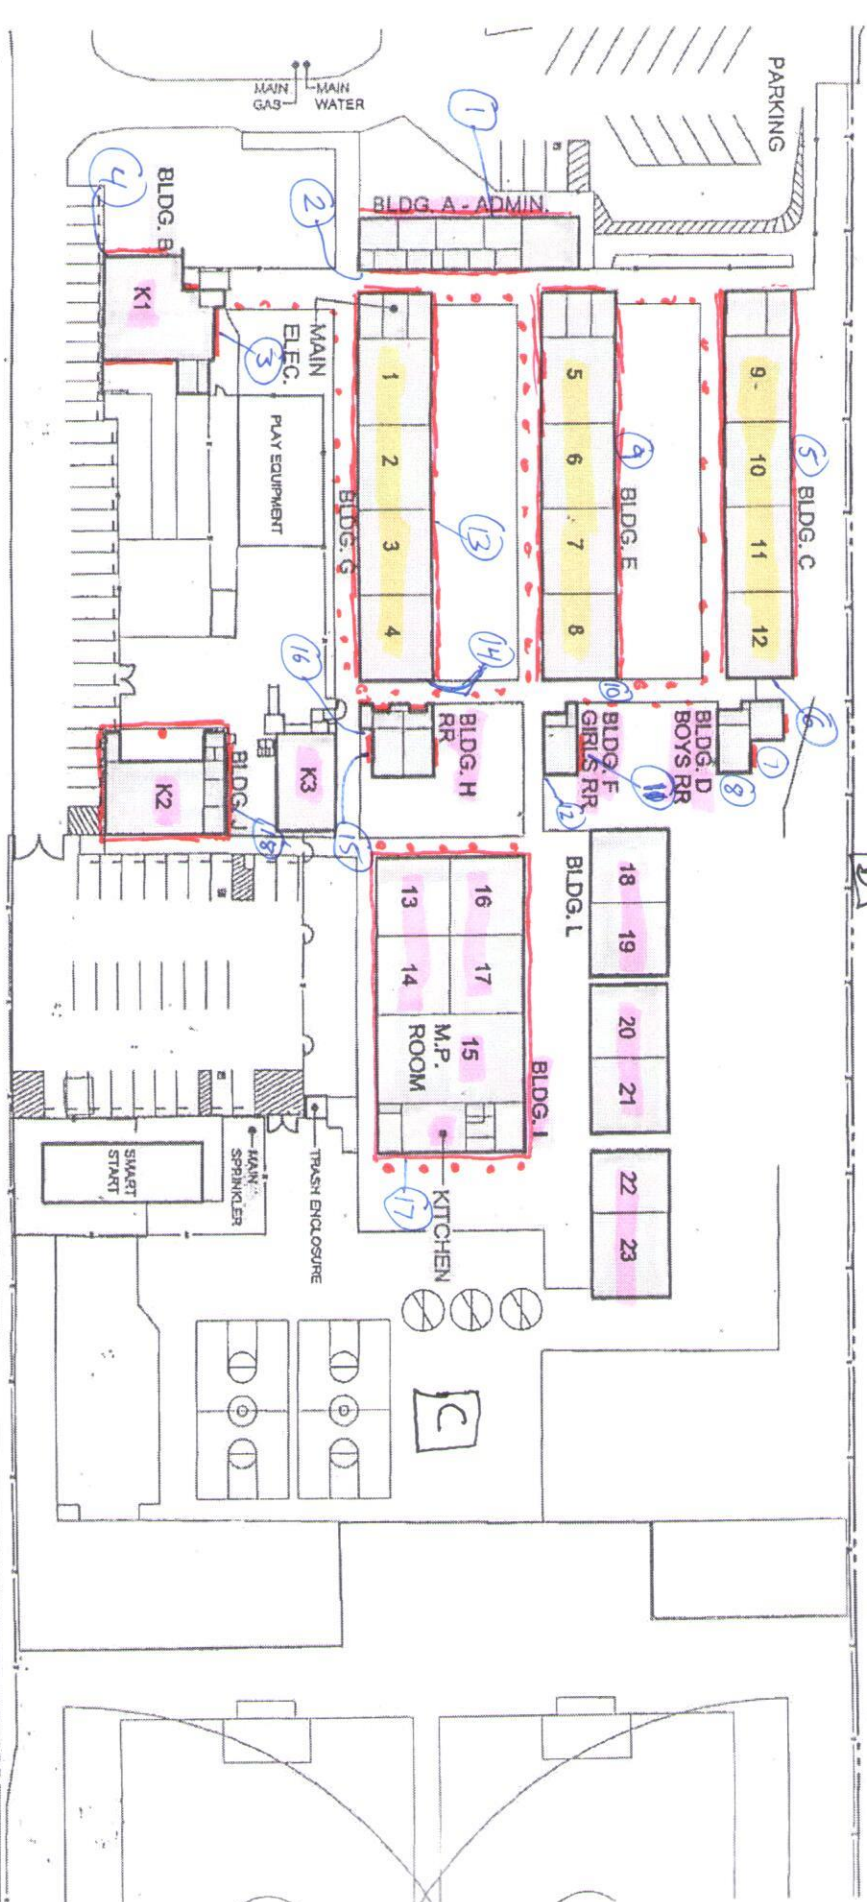 PARKING
MAIN
WATER
MAIN
GAS
1
BLDG. A - ADMIN.
2
BLDG. B
4
K1
3
MAIN
ELEC.
PLAY EQUIPMENT
1
2
3
4
BLDG. G
13
14
5
6
7
8
9
BLDG. E
10
9-
10
11
12
5
BLDG. C
6
7
8
BLDG. D
BOYS RR
BLDG. F
GIRLS RR
11
12
BLDG. H
RR
16
15
K3
K2
BLDG. J
18
18
19
20
21
22
23
BLDG. L
16
17
13
14
15
M.P.
ROOM
BLDG. I
KITCHEN
17
TRASH ENCLOSURE
MAIN
SPRINKLER
SMART
START
C